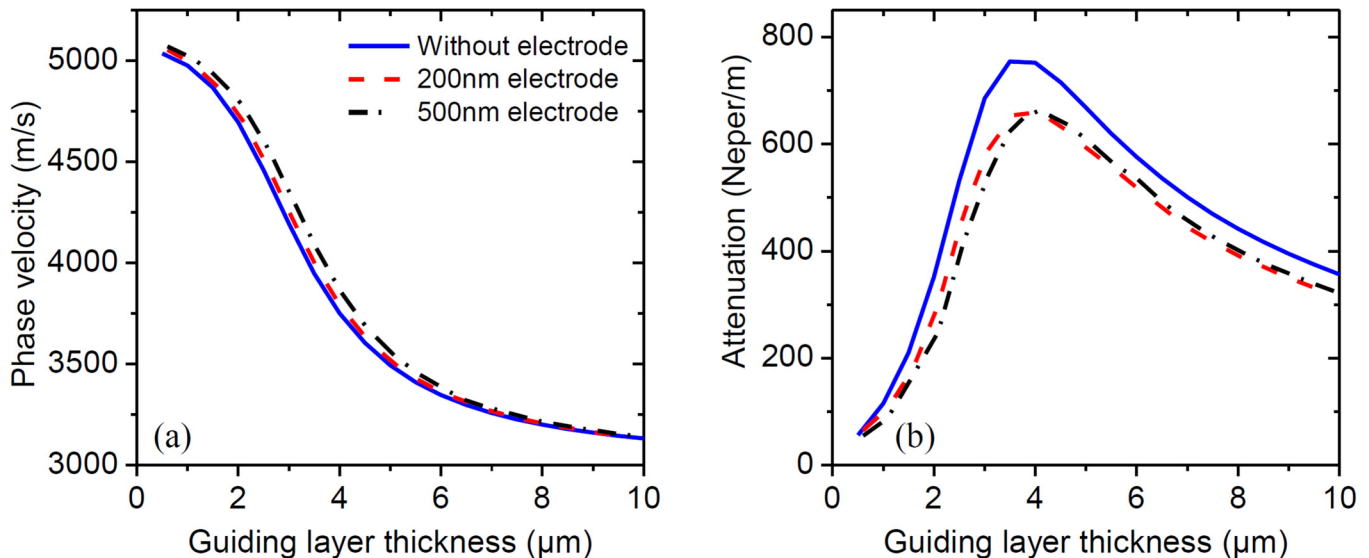 5000
4500
4000
3500
3000
Phase velocity (m/s)
Without electrode
200nm electrode
500nm electrode
(a)
0 2 4 6 8 10
Guiding layer thickness (μm)
800
600
400
200
0
Attenuation (Neper/m)
(b)
0 2 4 6 8 10
Guiding layer thickness (μm)